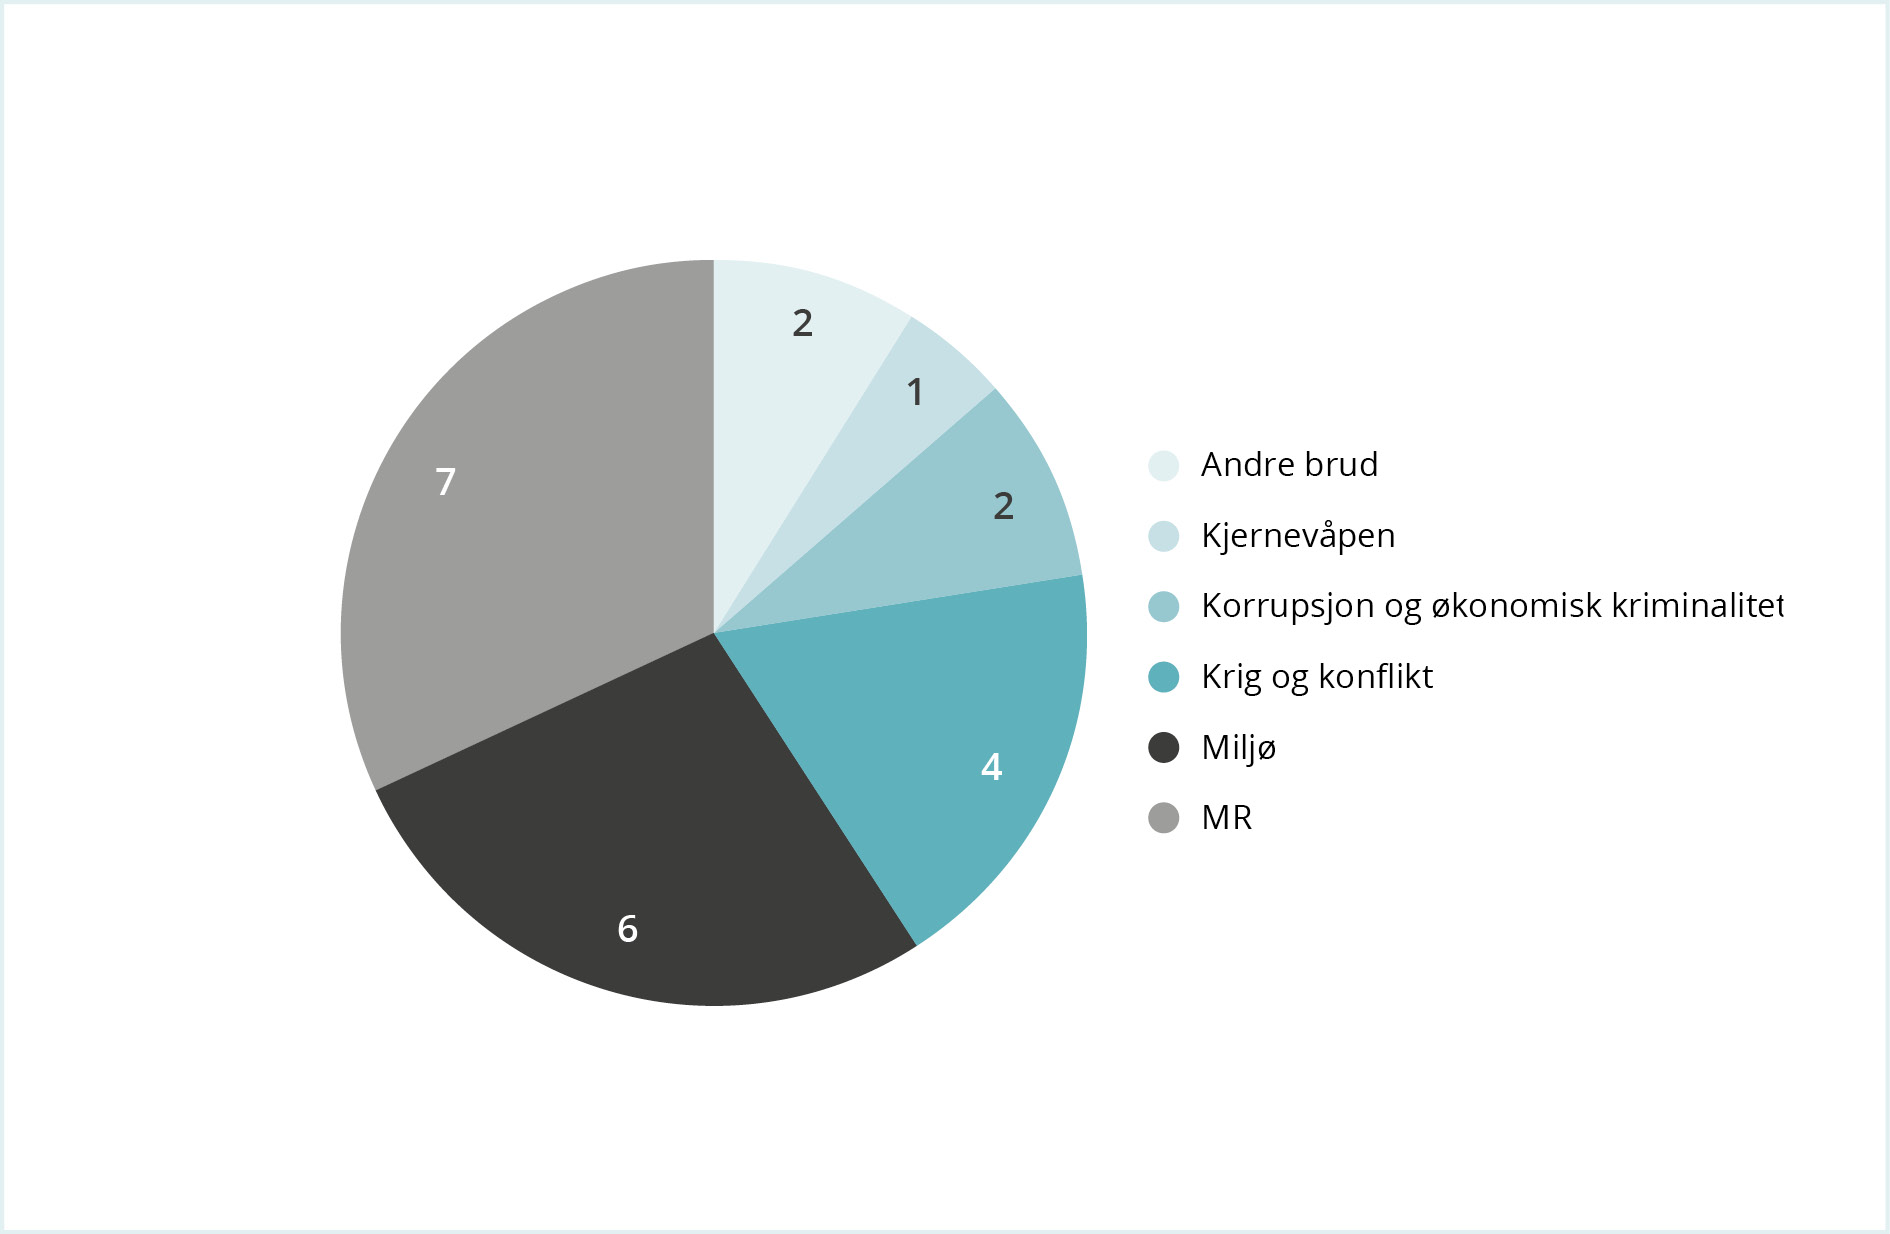 2
1
2
7
4
6
Andre brud
Kjernevåpen
Korrupsjon og økonomisk kriminalitet
Krig og konflikt
Miljø
MR